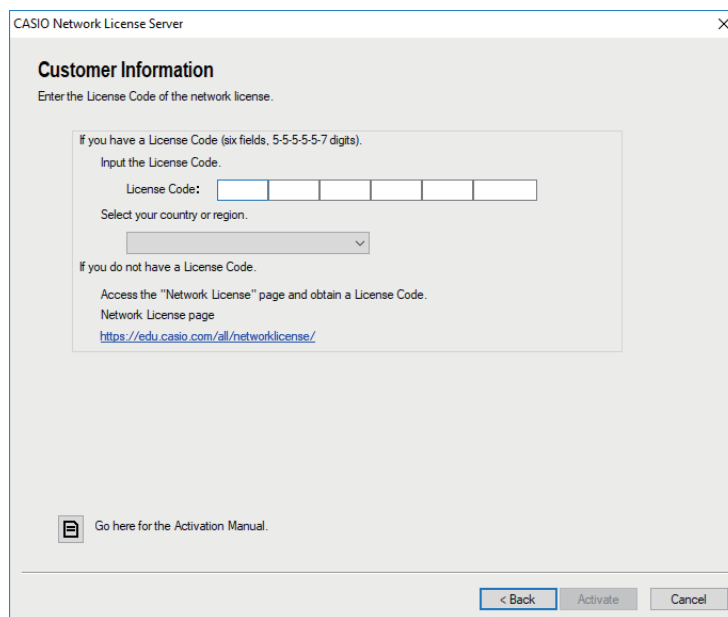 CASIO Network License Server
Customer Information
Enter the License Code of the network license.
If you have a License Code (six fields, 5-5-5-5-5-7 digits).
Input the License Code.
License Code:
Select your country or region.
If you do not have a License Code.
Access the "Network License" page and obtain a License Code.
Network License page
https://edu.casio.com/all/networklicense/
Go here for the Activation Manual.
< Back Activate Cancel